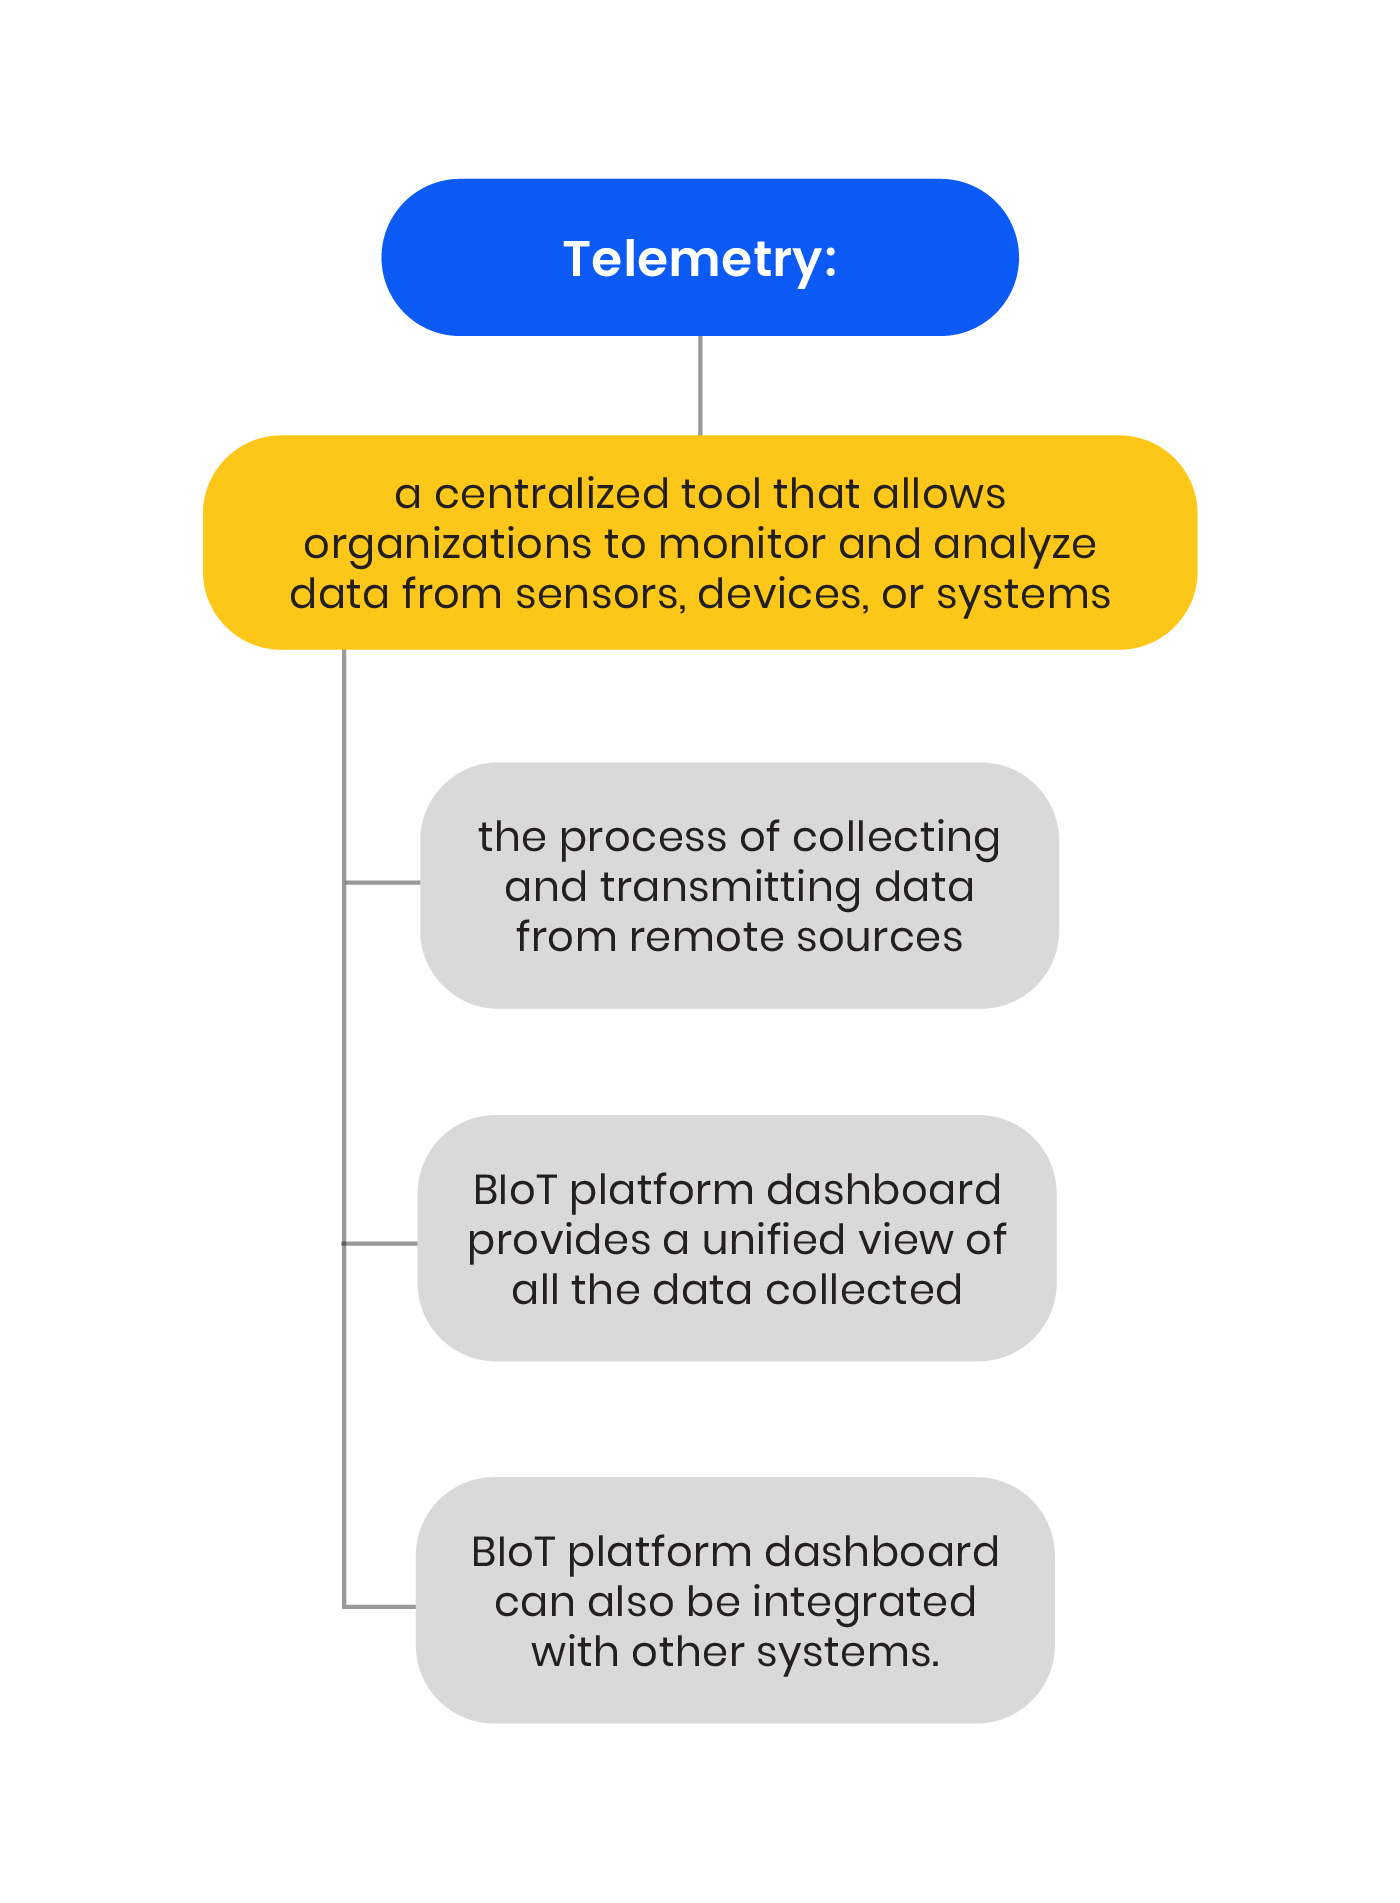 Telemetry:
a centralized tool that allows
organizations to monitor and analyze
data from sensors, devices, or systems
the process of collecting
and transmitting data
from remote sources
BIoT platform dashboard
provides a unified view of
all the data collected
BIoT platform dashboard
can also be integrated
with other systems.